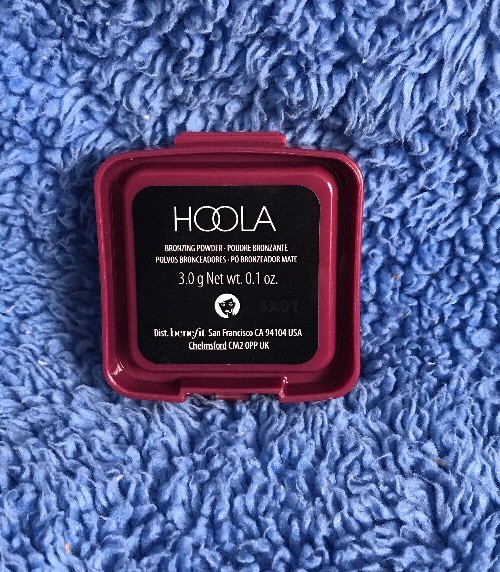 HOOLA
BRONZING POWDER · POUDRE BRONZANTE
POLVOS BRONCEADORES · PÓ BRONZEADOR MATE
3.0 g Net wt. 0.1 oz.
5X01
Dist. benefit San Francisco CA 94104 USA
Chelmsford CM2 0PP UK